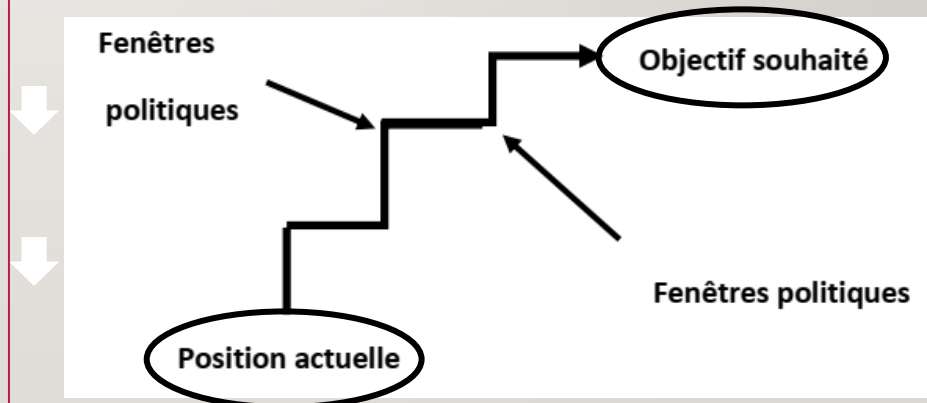 Fenêtres
politiques
Objectif souhaité
Fenêtres politiques
Position actuelle